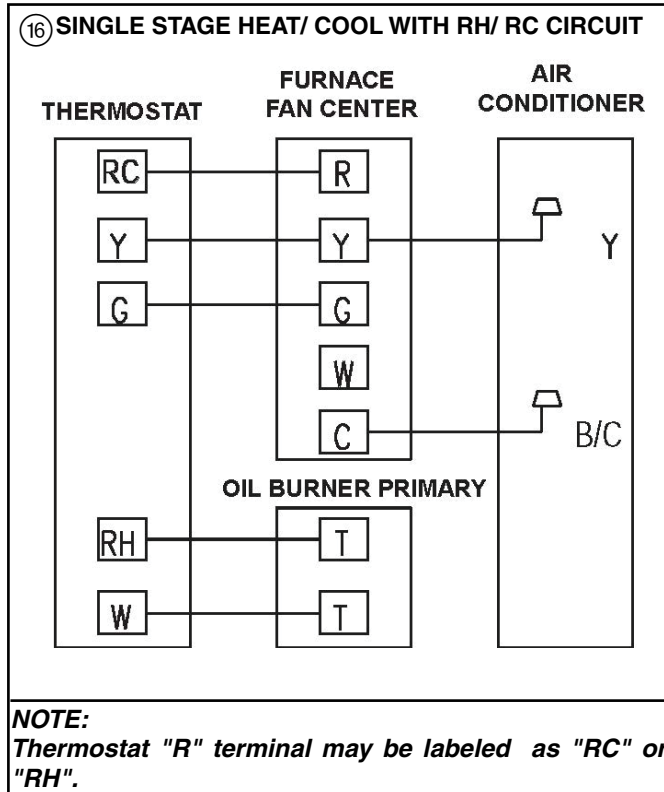 16 SINGLE STAGE HEAT/ COOL WITH RH/ RC CIRCUIT
THERMOSTAT
FURNACE
FAN CENTER
AIR
CONDITIONER
RC R
Y Y Y
G G
W
C B/C
OIL BURNER PRIMARY
RH T
W T
NOTE:
Thermostat "R" terminal may be labeled as "RC" or
"RH".